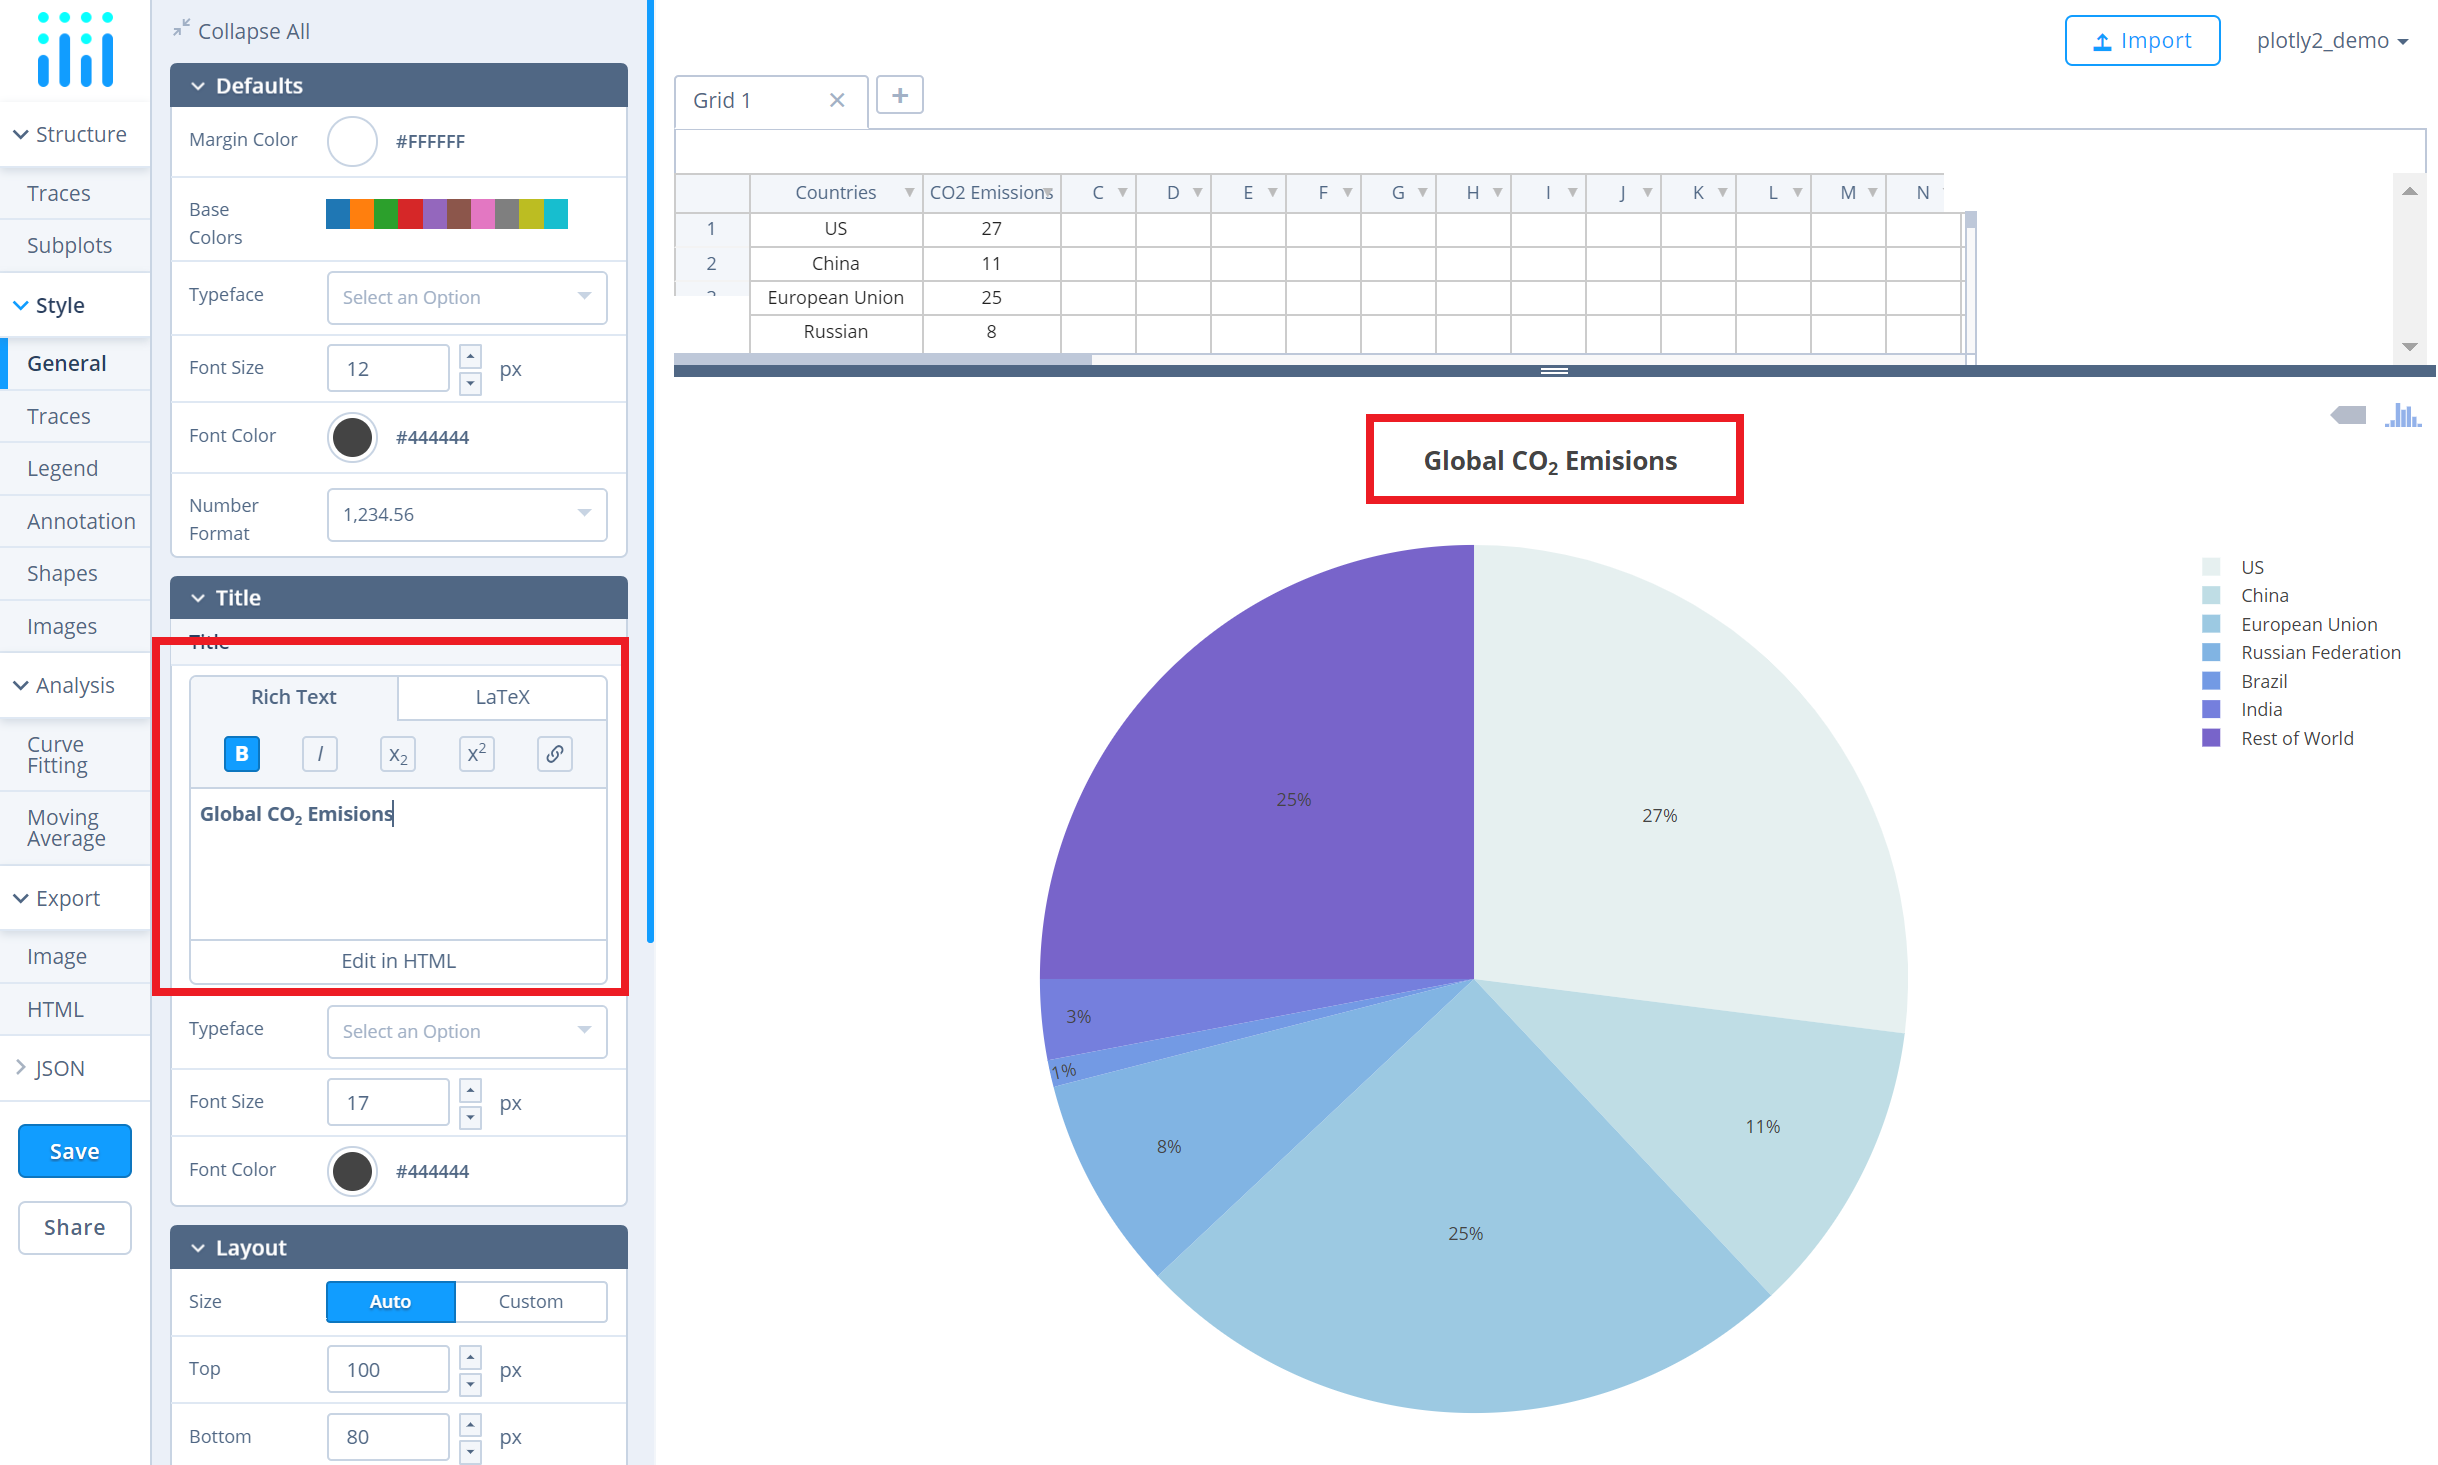 Collapse All
Defaults
Margin Color #FFFFFF
Base
Colors
Typeface Select an Option
Font Size 12 px
Font Color #444444
Number
Format 1,234.56
Title
Title
Rich Text LaTeX
B I x₂ x²
Global CO₂ Emisions
Edit in HTML
Typeface Select an Option
Font Size 17 px
Font Color #444444
Layout
Size Auto Custom
Top 100 px
Bottom 80 px
Structure
Traces
Subplots
Style
General
Traces
Legend
Annotation
Shapes
Images
Analysis
Curve
Fitting
Moving
Average
Export
Image
HTML
JSON
Save
Share
Import plotly2_demo
Grid 1 +
Countries CO2 Emissions C D E F G H I J K L M N
1 US 27
2 China 11
European Union 25
Russian 8
Global CO₂ Emisions
US
China
European Union
Russian Federation
Brazil
India
Rest of World
25%
27%
3%
1%
8%
11%
25%